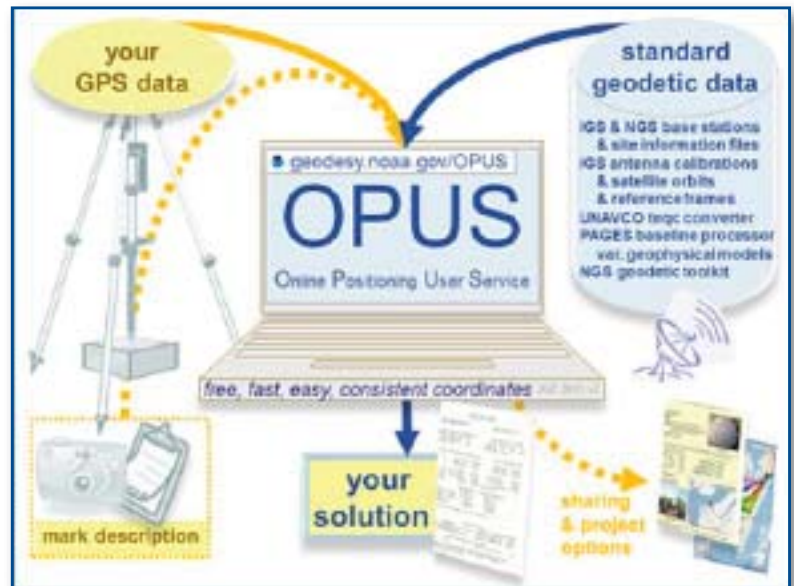 your
GPS data
standard
geodetic data
IGS & NGS base stations
& site information files
IGS antenna calibrations
& satellite orbits
& reference frames
UNAVCO teqc converter
PAGES baseline processor
var. geophysical models
NGS geodetic toolkit
geodesy.noaa.gov/OPUS
OPUS
Online Positioning User Service
free, fast, easy, consistent coordinates
your
solution
mark description
sharing
& project
options